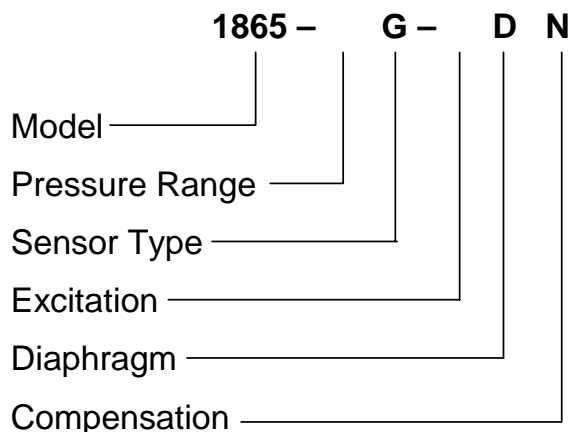 1865 – G – D N
Model
Pressure Range
Sensor Type
Excitation
Diaphragm
Compensation